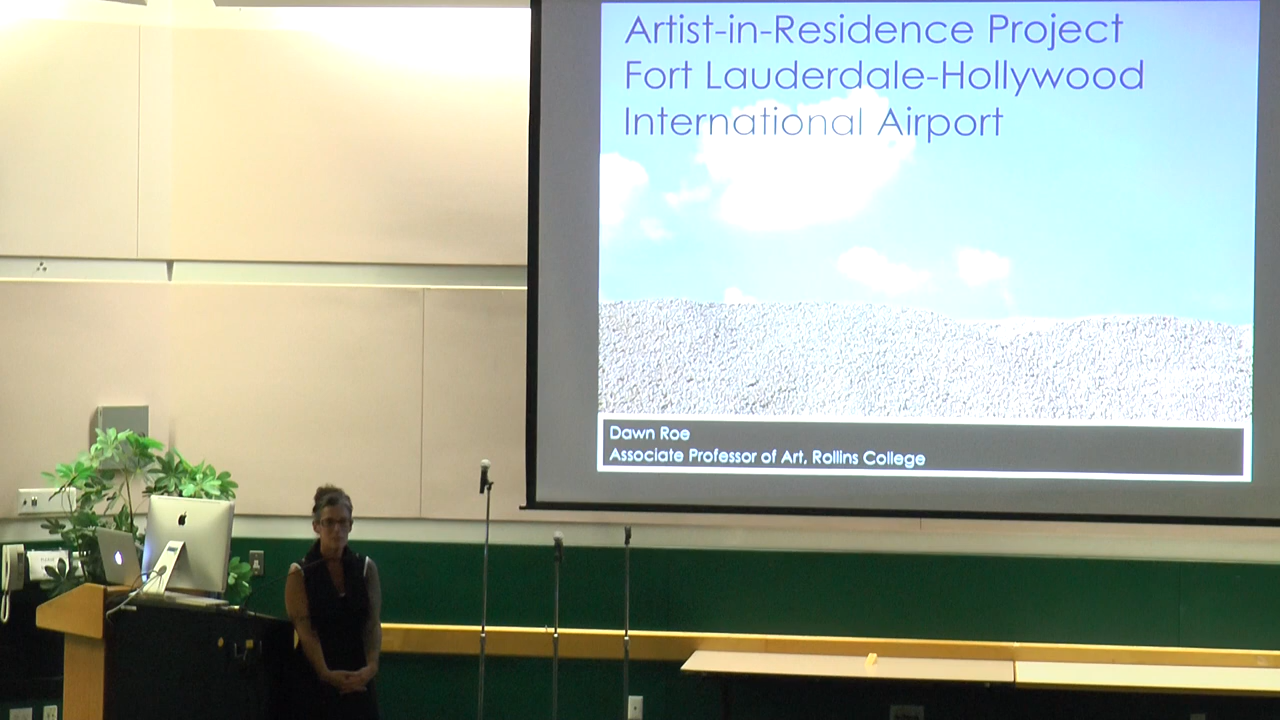 Artist-in-Residence Project
Fort Lauderdale-Hollywood
International Airport
Dawn Roe
Associate Professor of Art, Rollins College